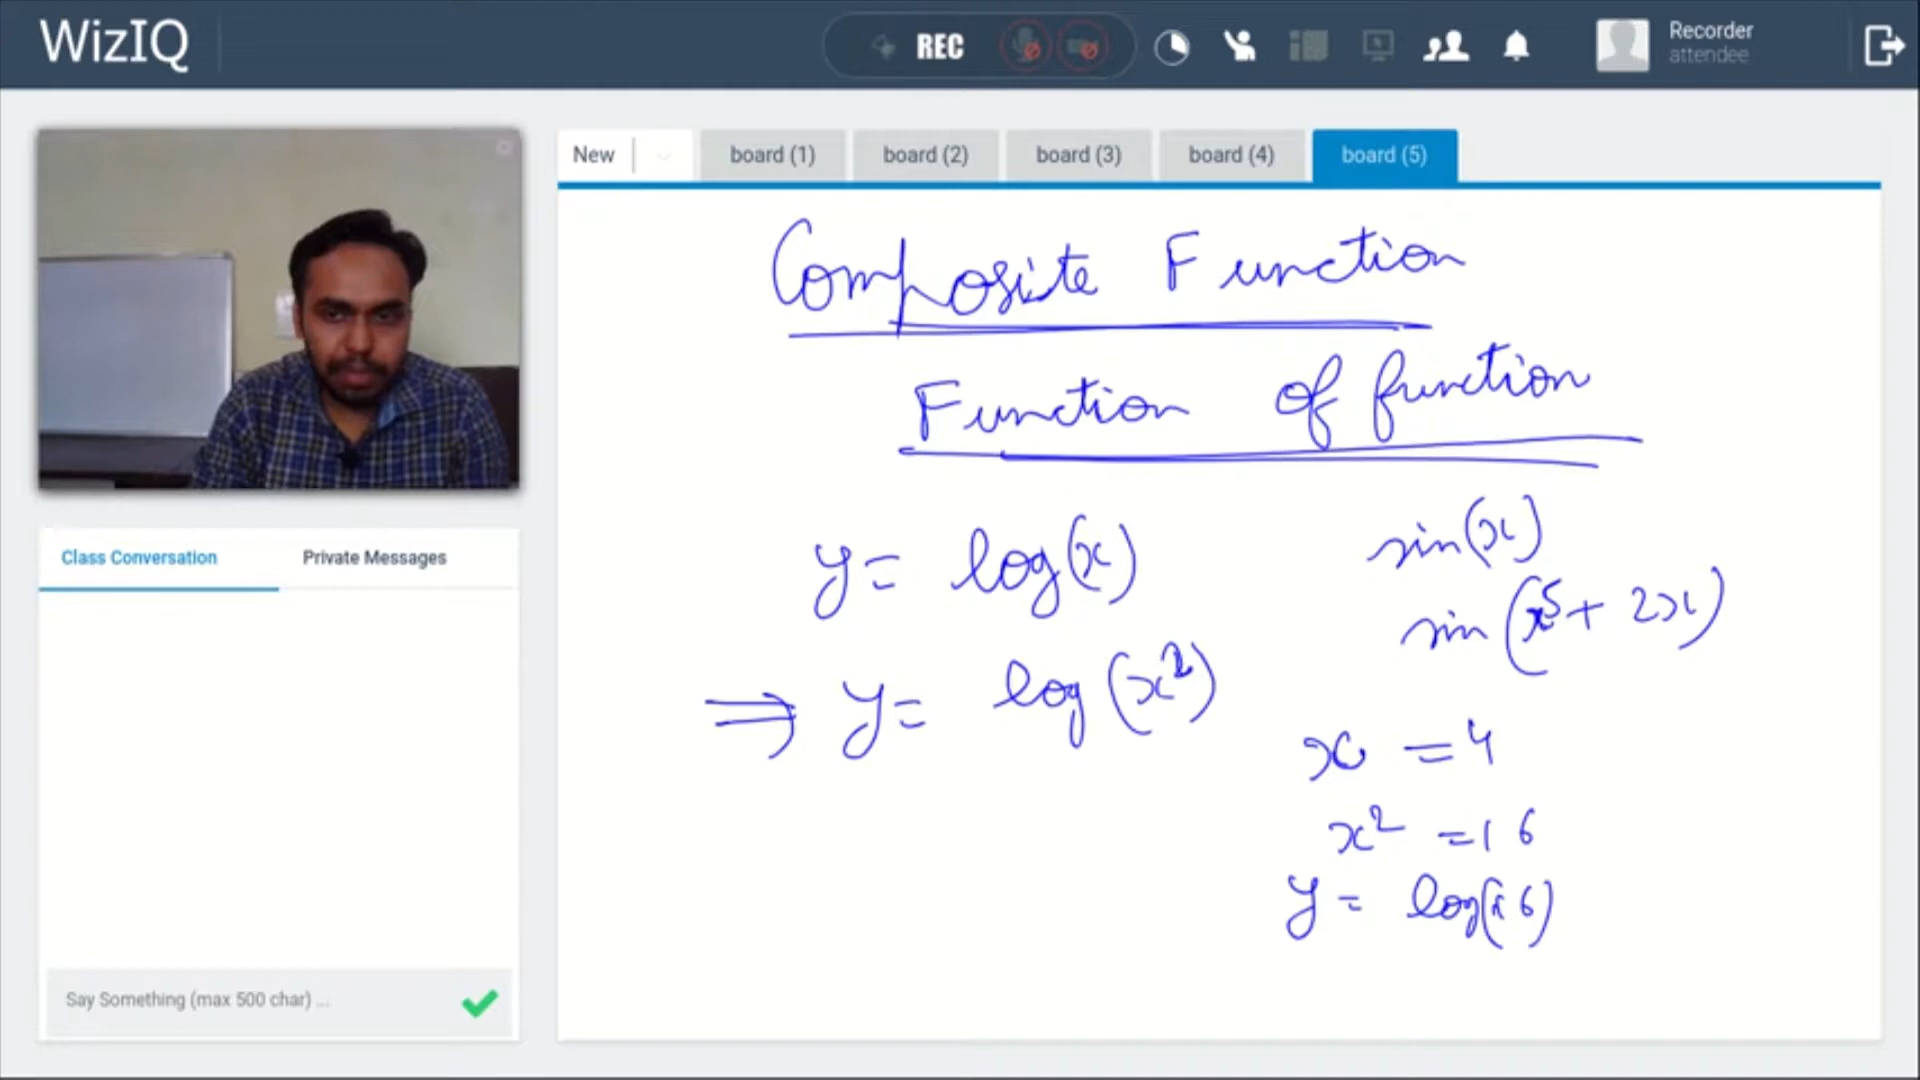 WizIQ
REC
Recorder
attendee
New
board (1)
board (2)
board (3)
board (4)
board (5)
Composite Function
Function of function
y = log(x)
sin(x)
sin(x⁵ + 2x)
⇒ y = log(x²)
x = 4
x² = 16
y = log(16)
Class Conversation
Private Messages
Say Something (max 500 char) ...